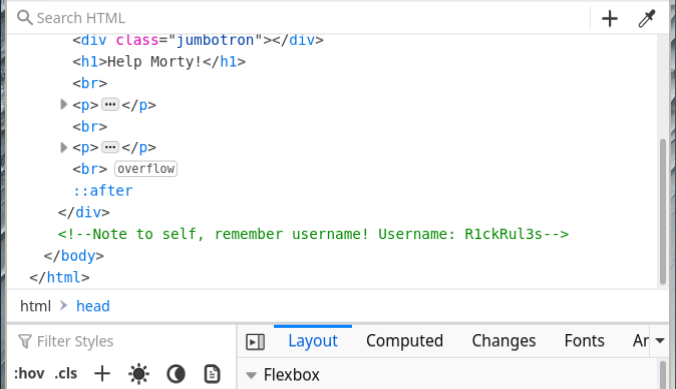 Search HTML
<div class="jumbotron"></div>
<h1>Help Morty!</h1>
<br>
<p>···</p>
<br>
<p>···</p>
<br> overflow
::after
</div>
<!--Note to self, remember username! Username: R1ckRul3s-->
</body>
</html>
html > head
Filter Styles
Layout Computed Changes Fonts Ar
:hov .cls
Flexbox